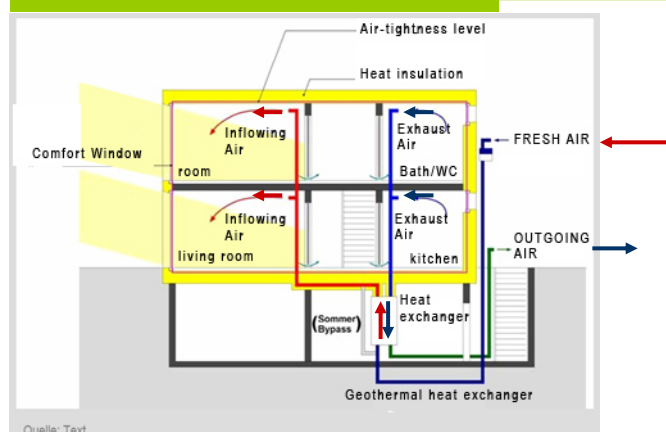 Air-tightness level
Heat insulation
Inflowing
Air
Exhaust
Air
FRESH AIR
Comfort Window
room
Bath/WC
Inflowing
Air
Exhaust
Air
OUTGOING
AIR
living room
kitchen
Heat
exchanger
(Sommer)
Bypass
Geothermal heat exchanger
Quelle: Text